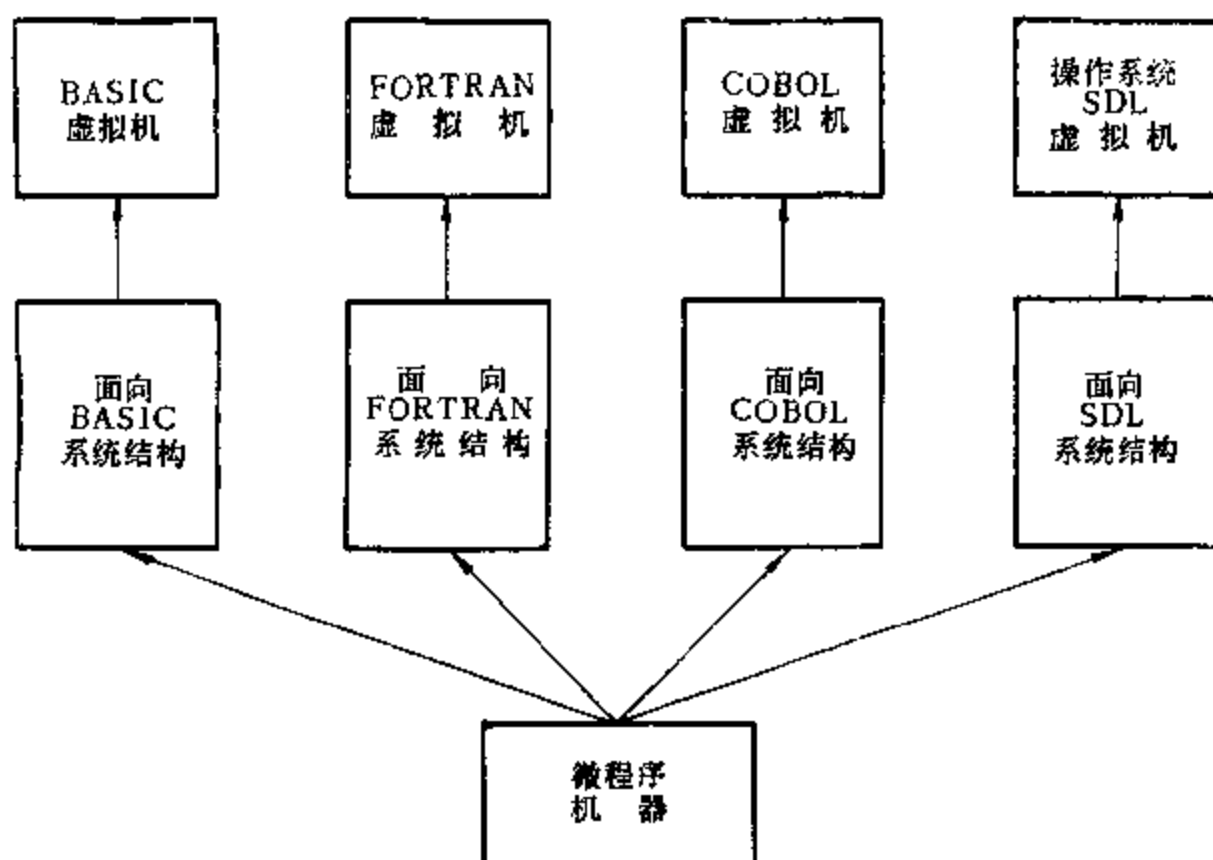 BASIC
虚拟机
FORTRAN
虚拟机
COBOL
虚拟机
操作系统
SDL
虚拟机
面向
BASIC
系统结构
面向
FORTRAN
系统结构
面向
COBOL
系统结构
面向
SDL
系统结构
微程序
机器